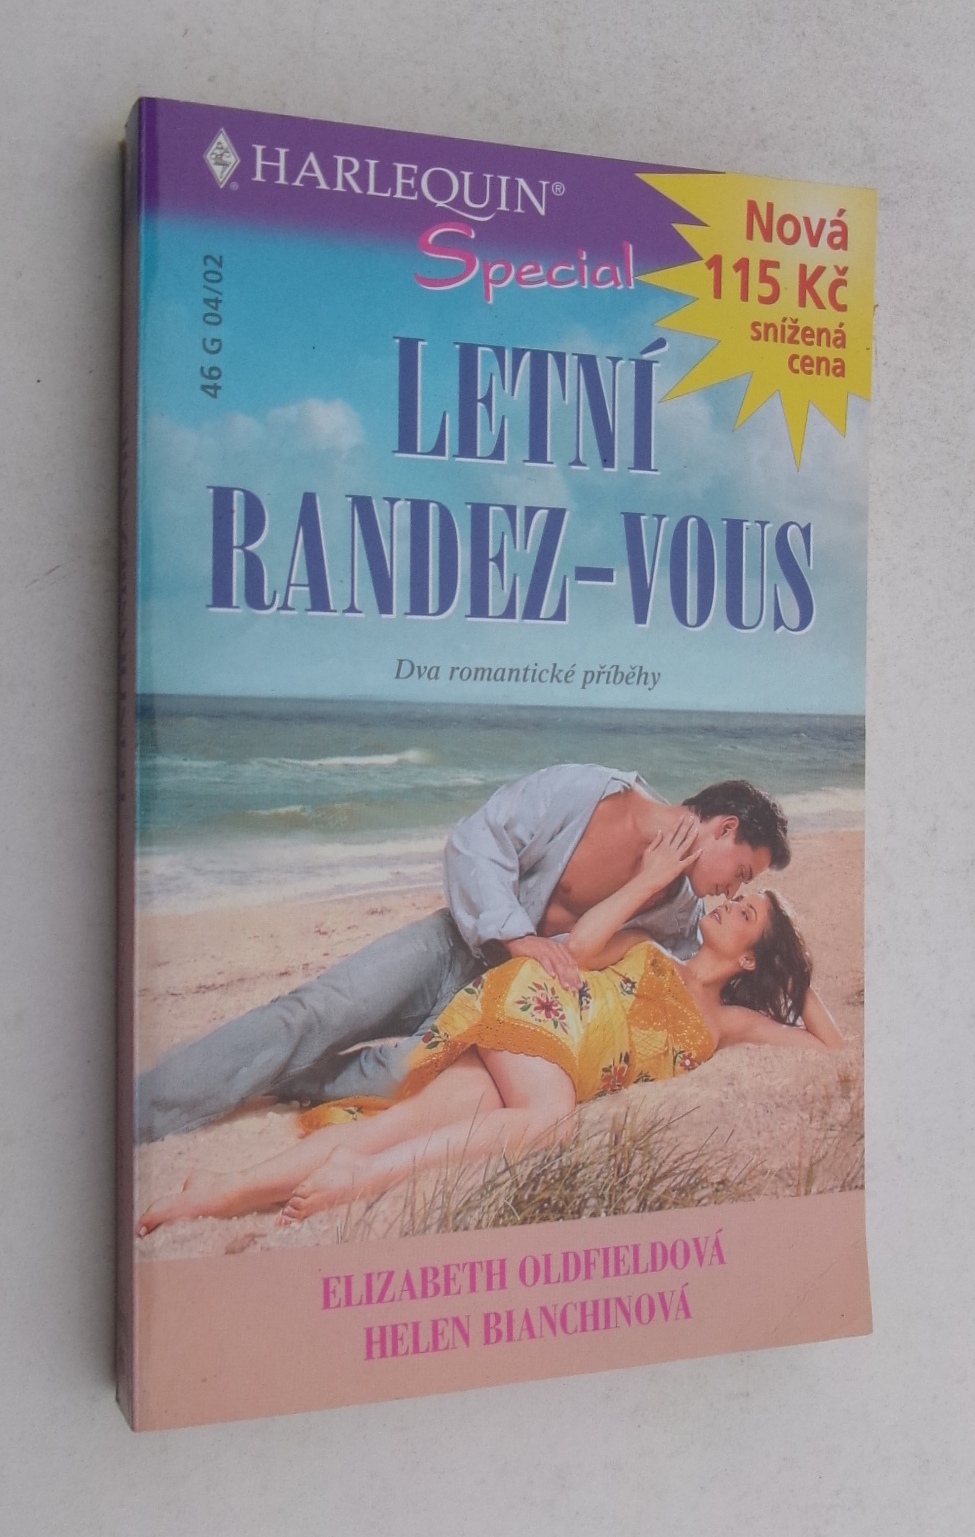 HARLEQUIN®
Special
Nová
115 Kč
snížená
cena
46 G 04/02
LETNÍ
RANDEZ-VOUS
Dva romantické příběhy
ELIZABETH OLDFIELDOVÁ
HELEN BIANCHINOVÁ